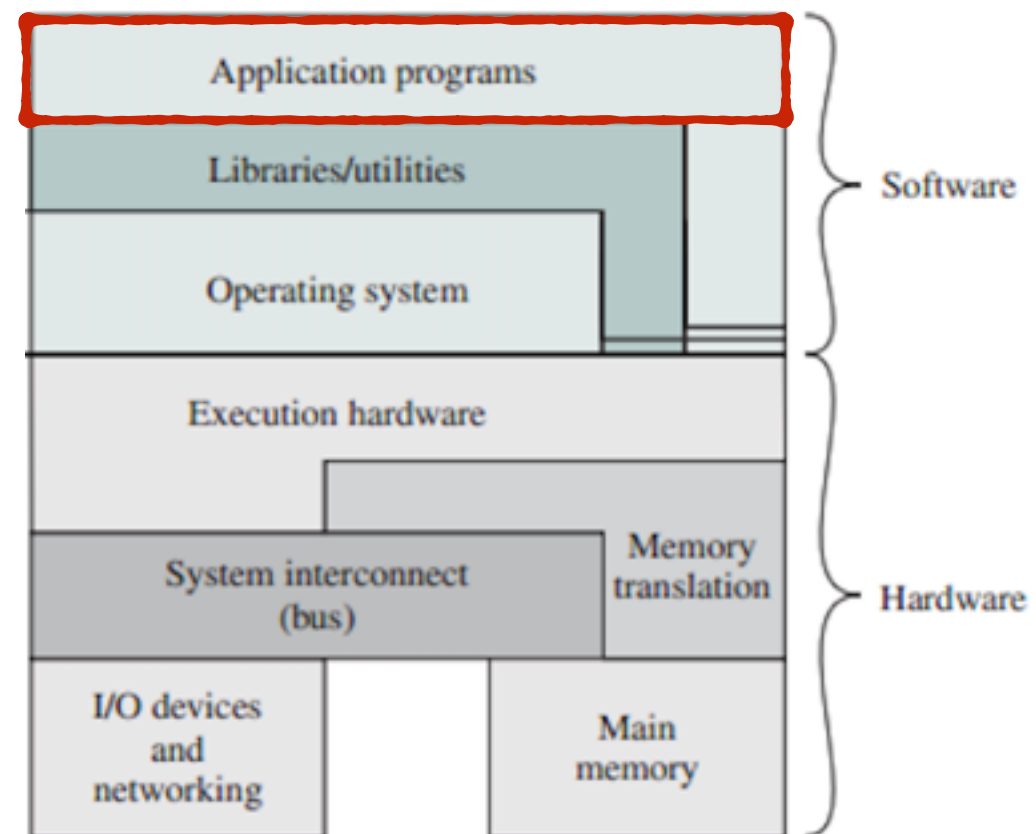 Application programs
Libraries/utilities
Software
Operating system
Execution hardware
Memory
translation
System interconnect
(bus)
Hardware
I/O devices
and
networking
Main
memory